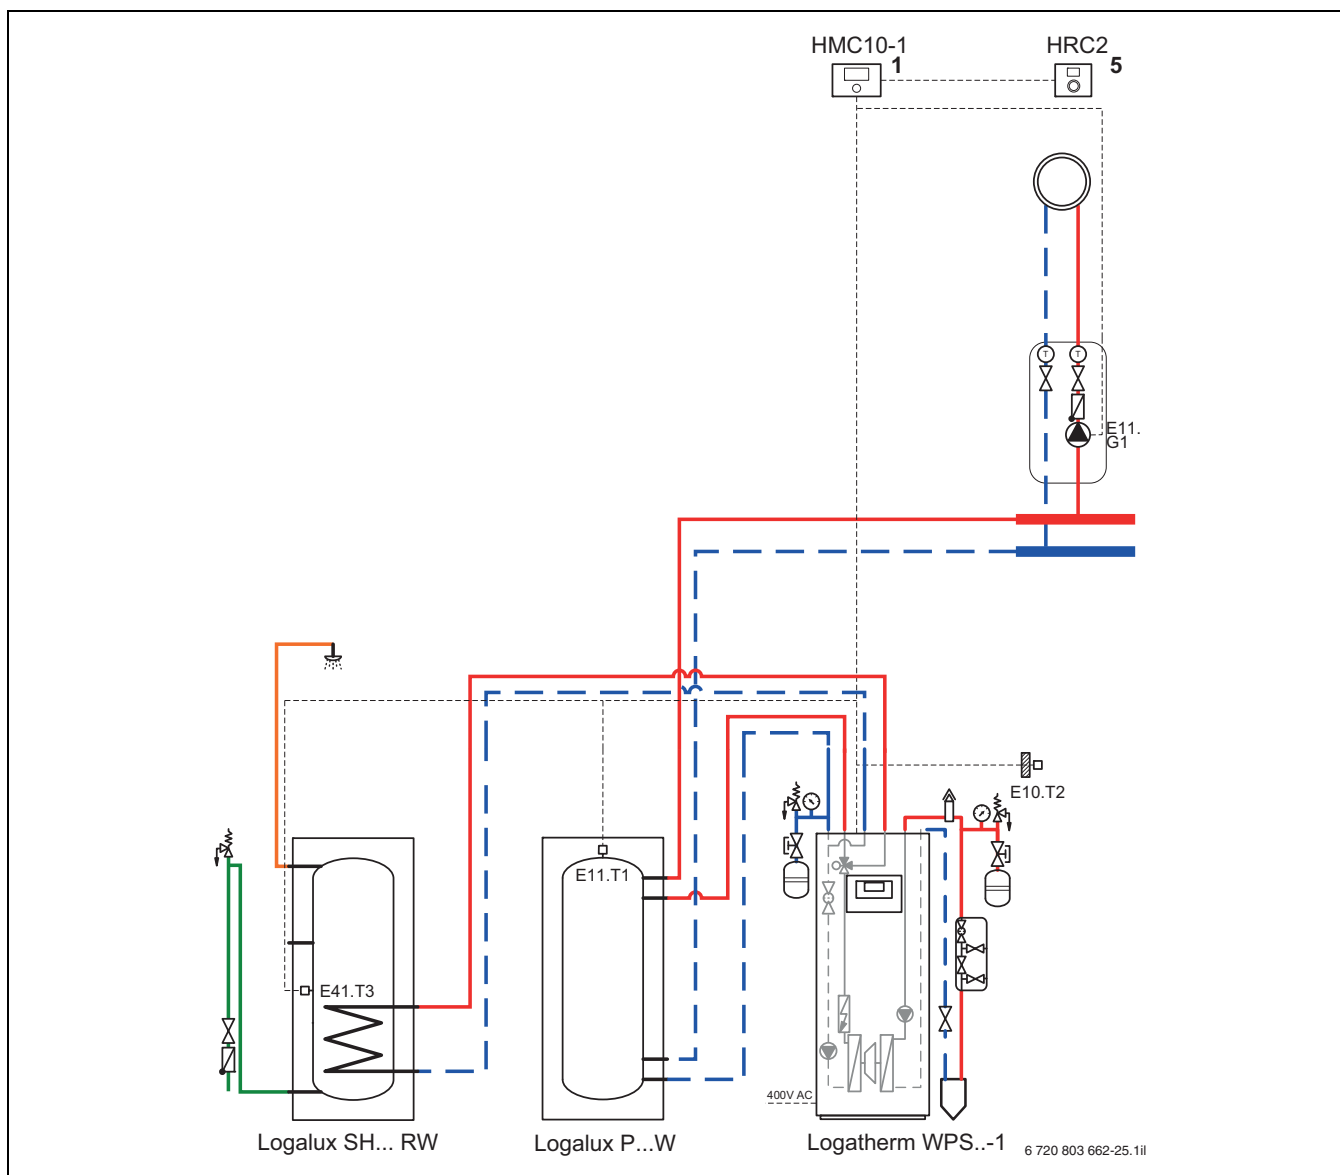 HMC10-1
1
HRC2
5
T
T
E11.
G1
E10.T2
E11.T1
E41.T3
400V AC
Logalux SH... RW
Logalux P...W
Logatherm WPS..-1
6 720 803 662-25.1il